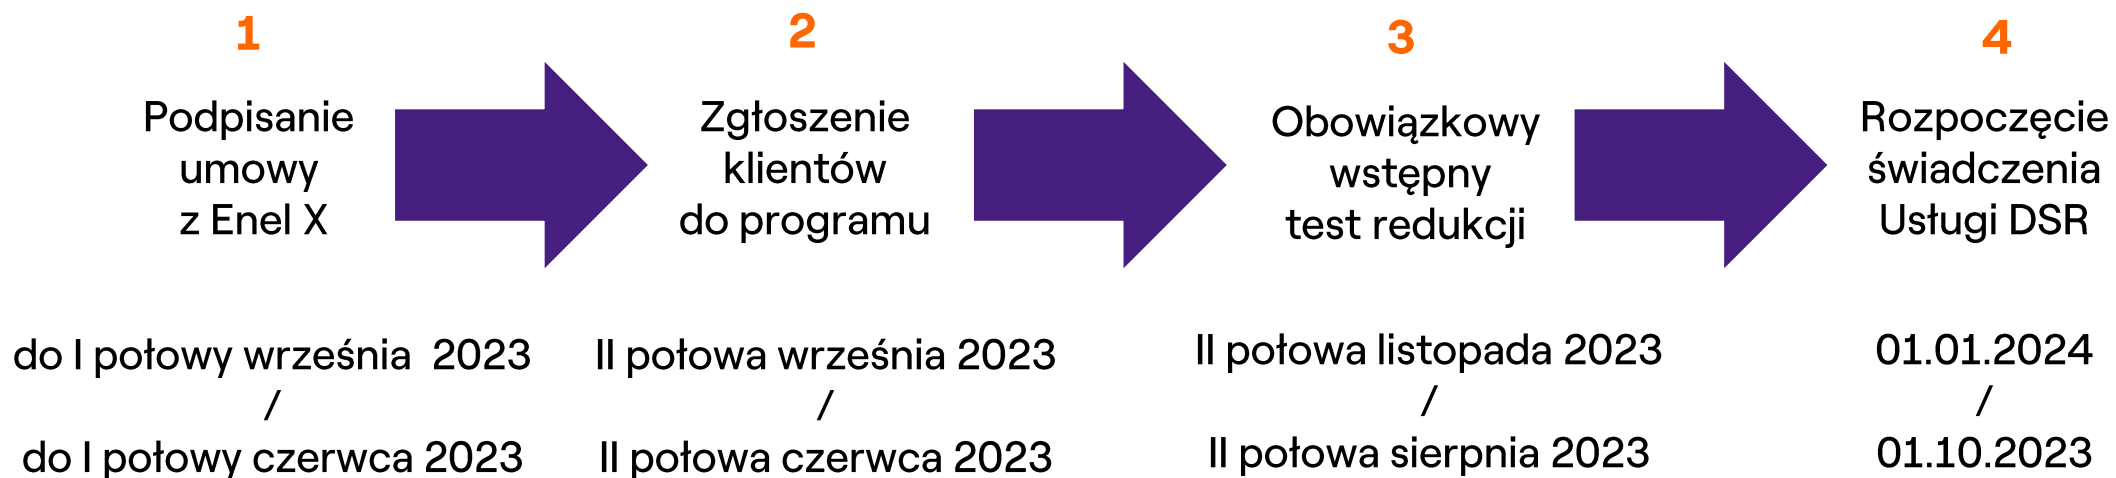 1
Podpisanie
umowy
z Enel X
do I połowy września 2023
/
do I połowy czerwca 2023
2
Zgłoszenie
klientów
do programu
II połowa września 2023
/
II połowa czerwca 2023
3
Obowiązkowy
wstępny
test redukcji
II połowa listopada 2023
/
II połowa sierpnia 2023
4
Rozpoczęcie
świadczenia
Usługi DSR
01.01.2024
/
01.10.2023